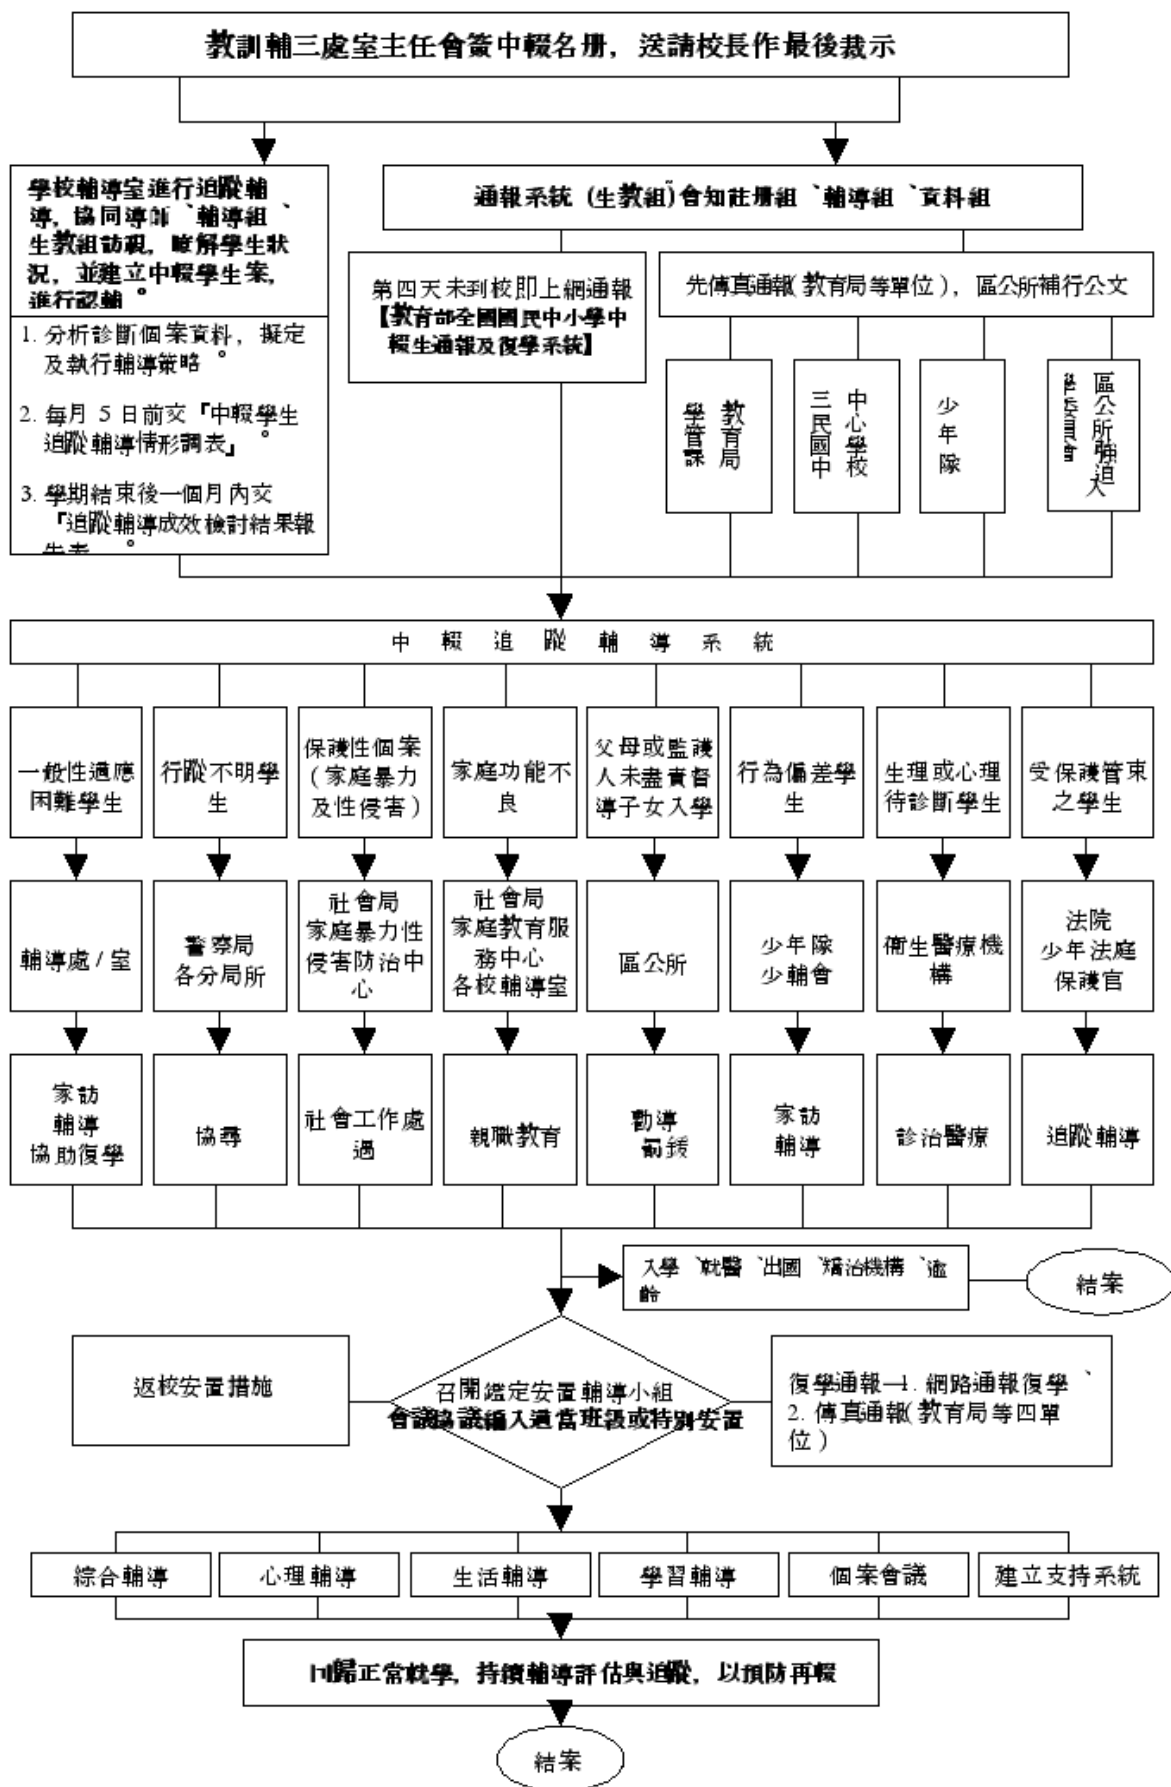 教訓輔三處室主任會簽中輟名册，送請校長作最後裁示
學校輔導室進行追蹤輔
導，協同導師、輔導組、
生教組訪視，瞭解學生狀
況，並建立中輟學生案，
進行認輔。
1. 分析診斷個案資料，擬定
及執行輔導策略。
2. 每月 5 日前交『中輟學生
追蹤輔導情形調表』。
3. 學期結束後一個月內交
『追蹤輔導成效檢討結果報
告表。
通報系統（生教組）會知註册組、輔導組、資料組
第四天未到校即上網通報
【教育部全國國民中小學中
輟生通報及復學系統】
先傳真通報（教育局等單位），區公所補行公文
教育局
學管課
中心學校
三民國中
少年隊
區公所強迫入
學委員會
中輟追蹤輔導系統
一般性適應
困難學生
行蹤不明學
生
保護性個案
（家庭暴力
及性侵害）
家庭功能不
良
父母或監護
人未盡責督
導子女入學
行為偏差學
生
生理或心理
待診斷學生
受保護管束
之學生
輔導處/室
警察局
各分局所
社會局
家庭暴力性
侵害防治中
心
社會局
家庭教育服
務中心
各校輔導室
區公所
少年隊
少輔會
衛生醫療機
構
法院
少年法庭
保護官
家訪
輔導
協助復學
協尋
社會工作處
遇
親職教育
勸導
罰鍰
家訪
輔導
診治醫療
追蹤輔導
入學、就醫、出國、矯治機構、逾
齡
結案
返校安置措施
召開鑑定安置輔導小組
會議協議編入適當班級或特別安置
復學通報—1. 網路通報復學、
2. 傳真通報（教育局等四單
位）
綜合輔導
心理輔導
生活輔導
學習輔導
個案會議
建立支持系統
回歸正常就學，持續輔導評估與追蹤，以預防再輟
結案